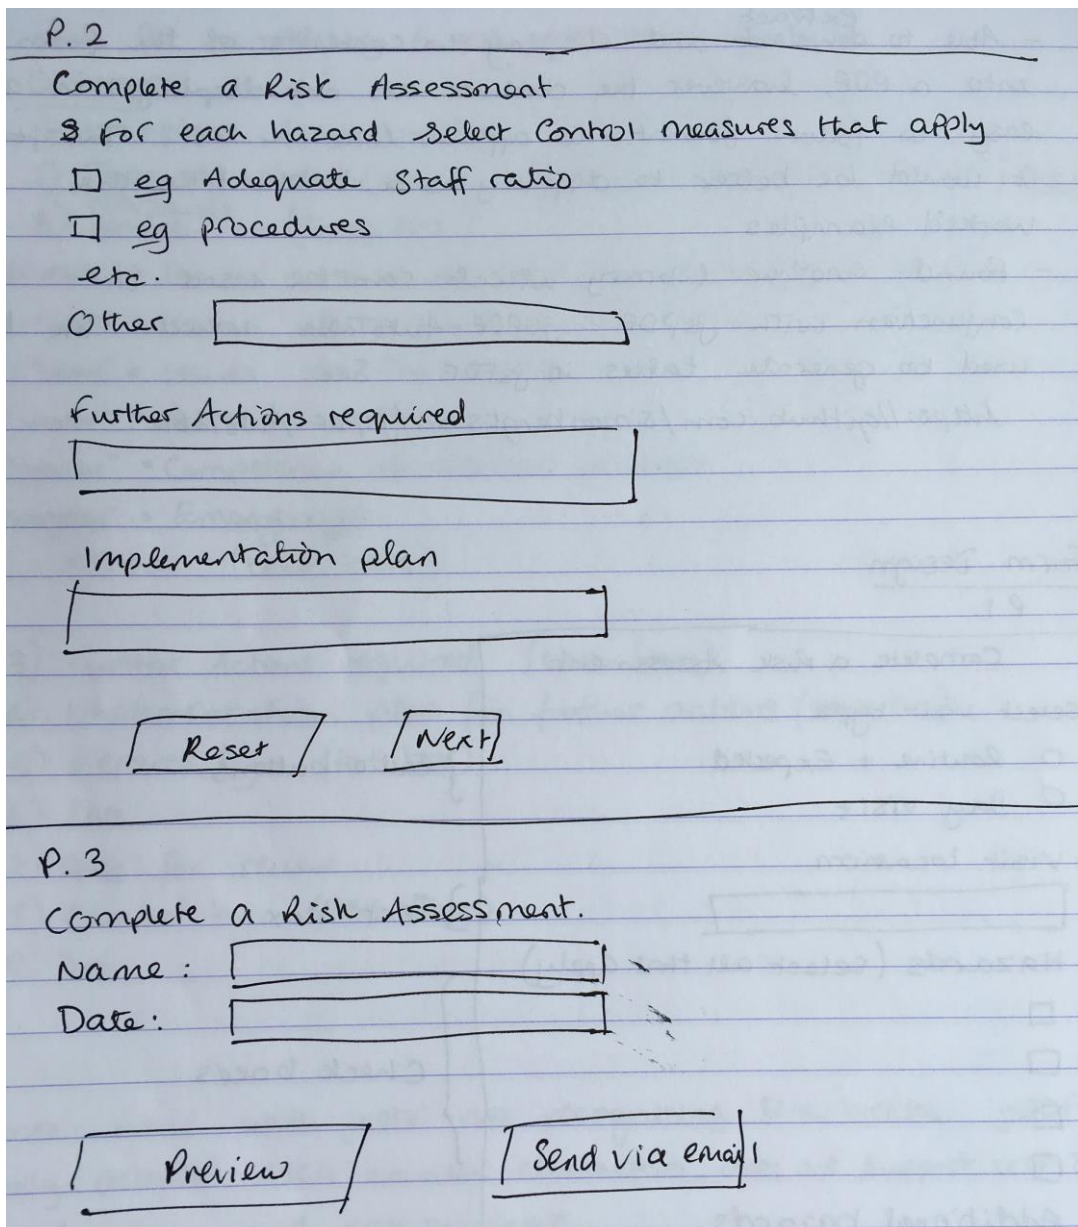 P.2
Complete a Risk Assessment
For each hazard select Control measures that apply
eg Adequate Staff ratio
eg procedures
etc.
Other
Further Actions required
Implementation plan
Reset
Next
P.3
Complete a Risk Assessment.
Name:
Date:
Preview
Send via email